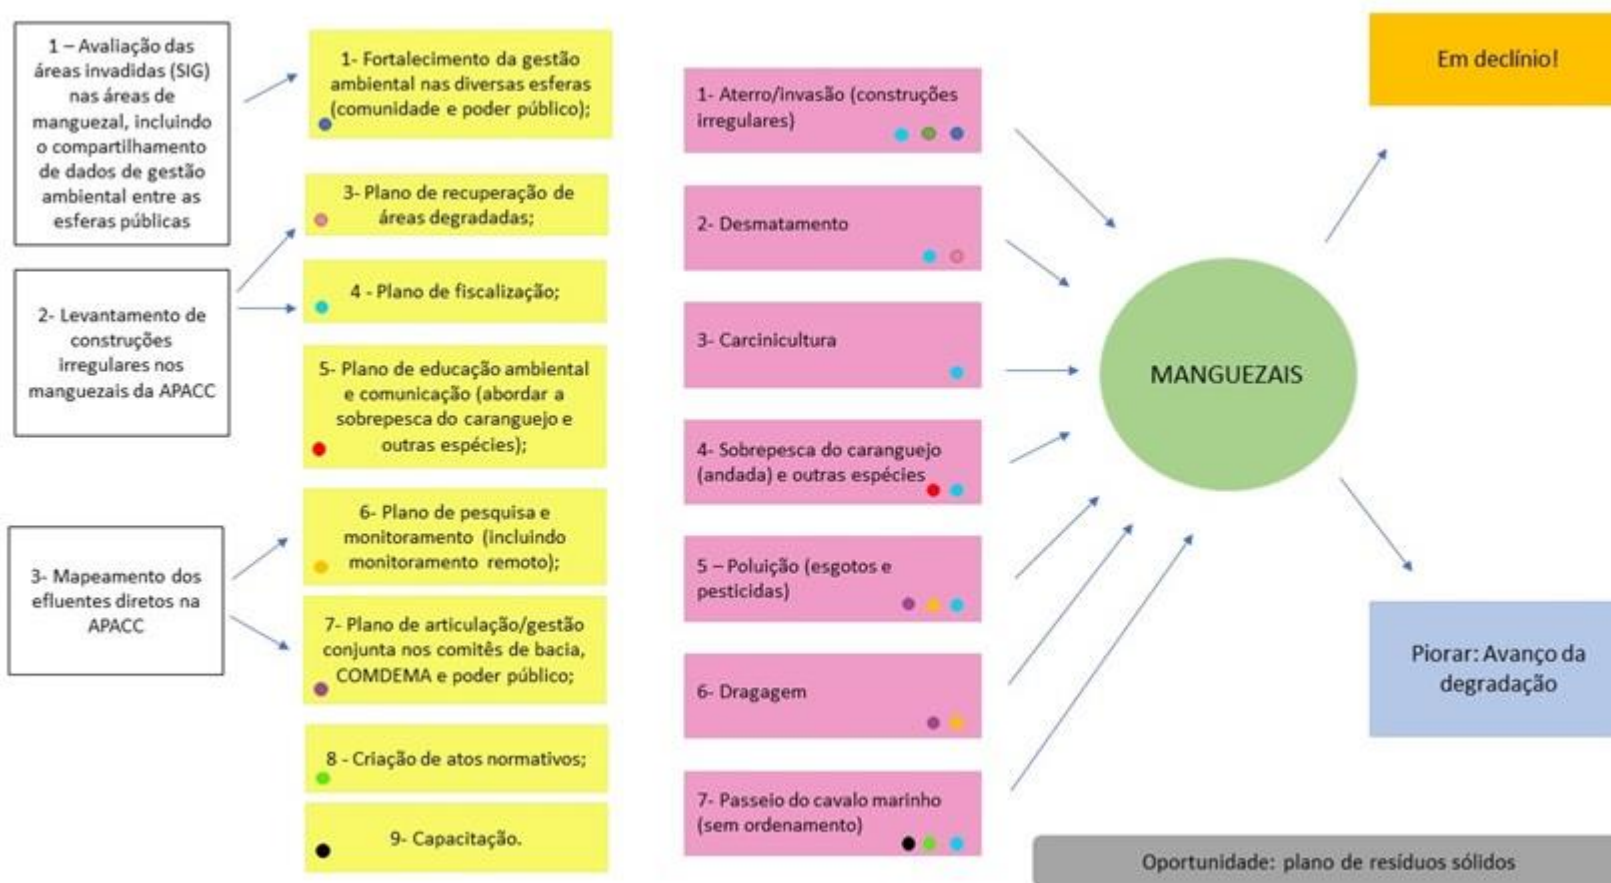 1 – Avaliação das
áreas invadidas (SIG)
nas áreas de
manguezal, incluindo
o compartilhamento
de dados de gestão
ambiental entre as
esferas públicas
2- Levantamento de
construções
irregulares nos
manguezais da APACC
3- Mapeamento dos
efluentes diretos na
APACC
1- Fortalecimento da gestão
ambiental nas diversas esferas
(comunidade e poder público);
3- Plano de recuperação de
áreas degradadas;
4 - Plano de fiscalização;
5- Plano de educação ambiental
e comunicação (abordar a
sobrepesca do caranguejo e
outras espécies);
6- Plano de pesquisa e
monitoramento (incluindo
monitoramento remoto);
7- Plano de articulação/gestão
conjunta nos comitês de bacia,
COMDEMA e poder público;
8 - Criação de atos normativos;
9- Capacitação.
1- Aterro/invasão (construções
irregulares)
2- Desmatamento
3- Carcinicultura
4- Sobrepesca do caranguejo
(andada) e outras espécies
5 – Poluição (esgotos e
pesticidas)
6- Dragagem
7- Passeio do cavalo marinho
(sem ordenamento)
MANGUEZAIS
Em declínio!
Piorar: Avanço da
degradação
Oportunidade: plano de resíduos sólidos